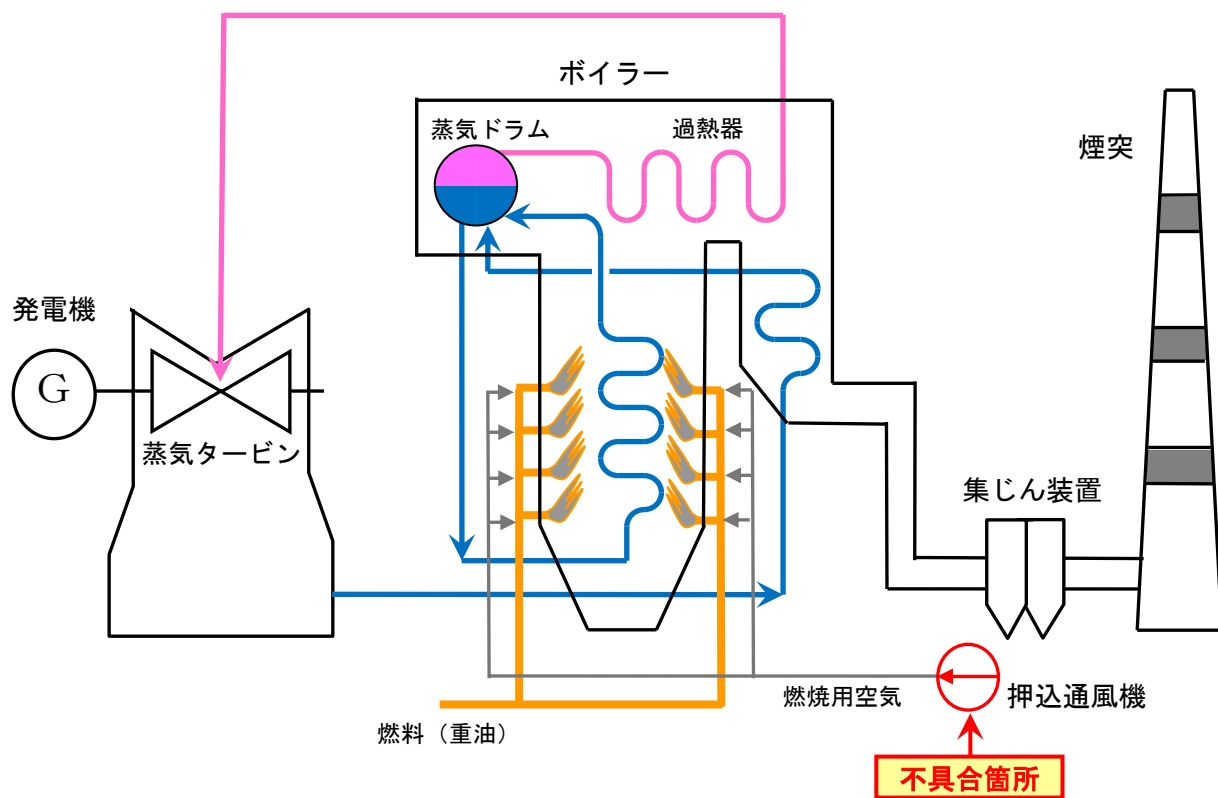 ボイラー
蒸気ドラム
過熱器
煙突
発電機
G
蒸気タービン
集じん装置
燃焼用空気
押込通風機
燃料（重油）
不具合箇所